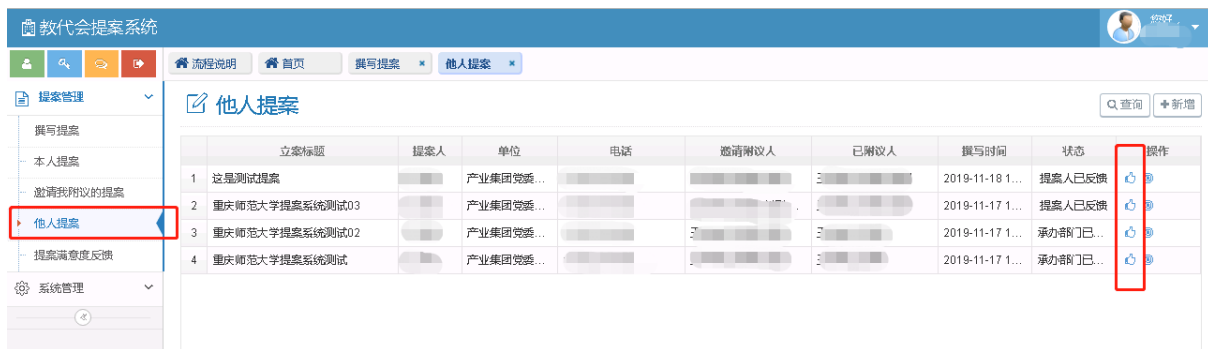 教代会提案系统
您好,
流程说明 首页 撰写提案 × 他人提案 ×
提案管理
撰写提案
本人提案
邀请我附议的提案
他人提案
提案满意度反馈
系统管理
他人提案
查询 新增
立案标题 提案人 单位 电话 邀请附议人 已附议人 撰写时间 状态 操作
1 这是测试提案 产业集团党委... 2019-11-18 1... 提案人已反馈
2 重庆师范大学提案系统测试03 产业集团党委... 2019-11-17 1... 提案人已反馈
3 重庆师范大学提案系统测试02 产业集团党委... 2019-11-17 1... 承办部门已...
4 重庆师范大学提案系统测试 产业集团党委... 2019-11-17 1... 承办部门已...